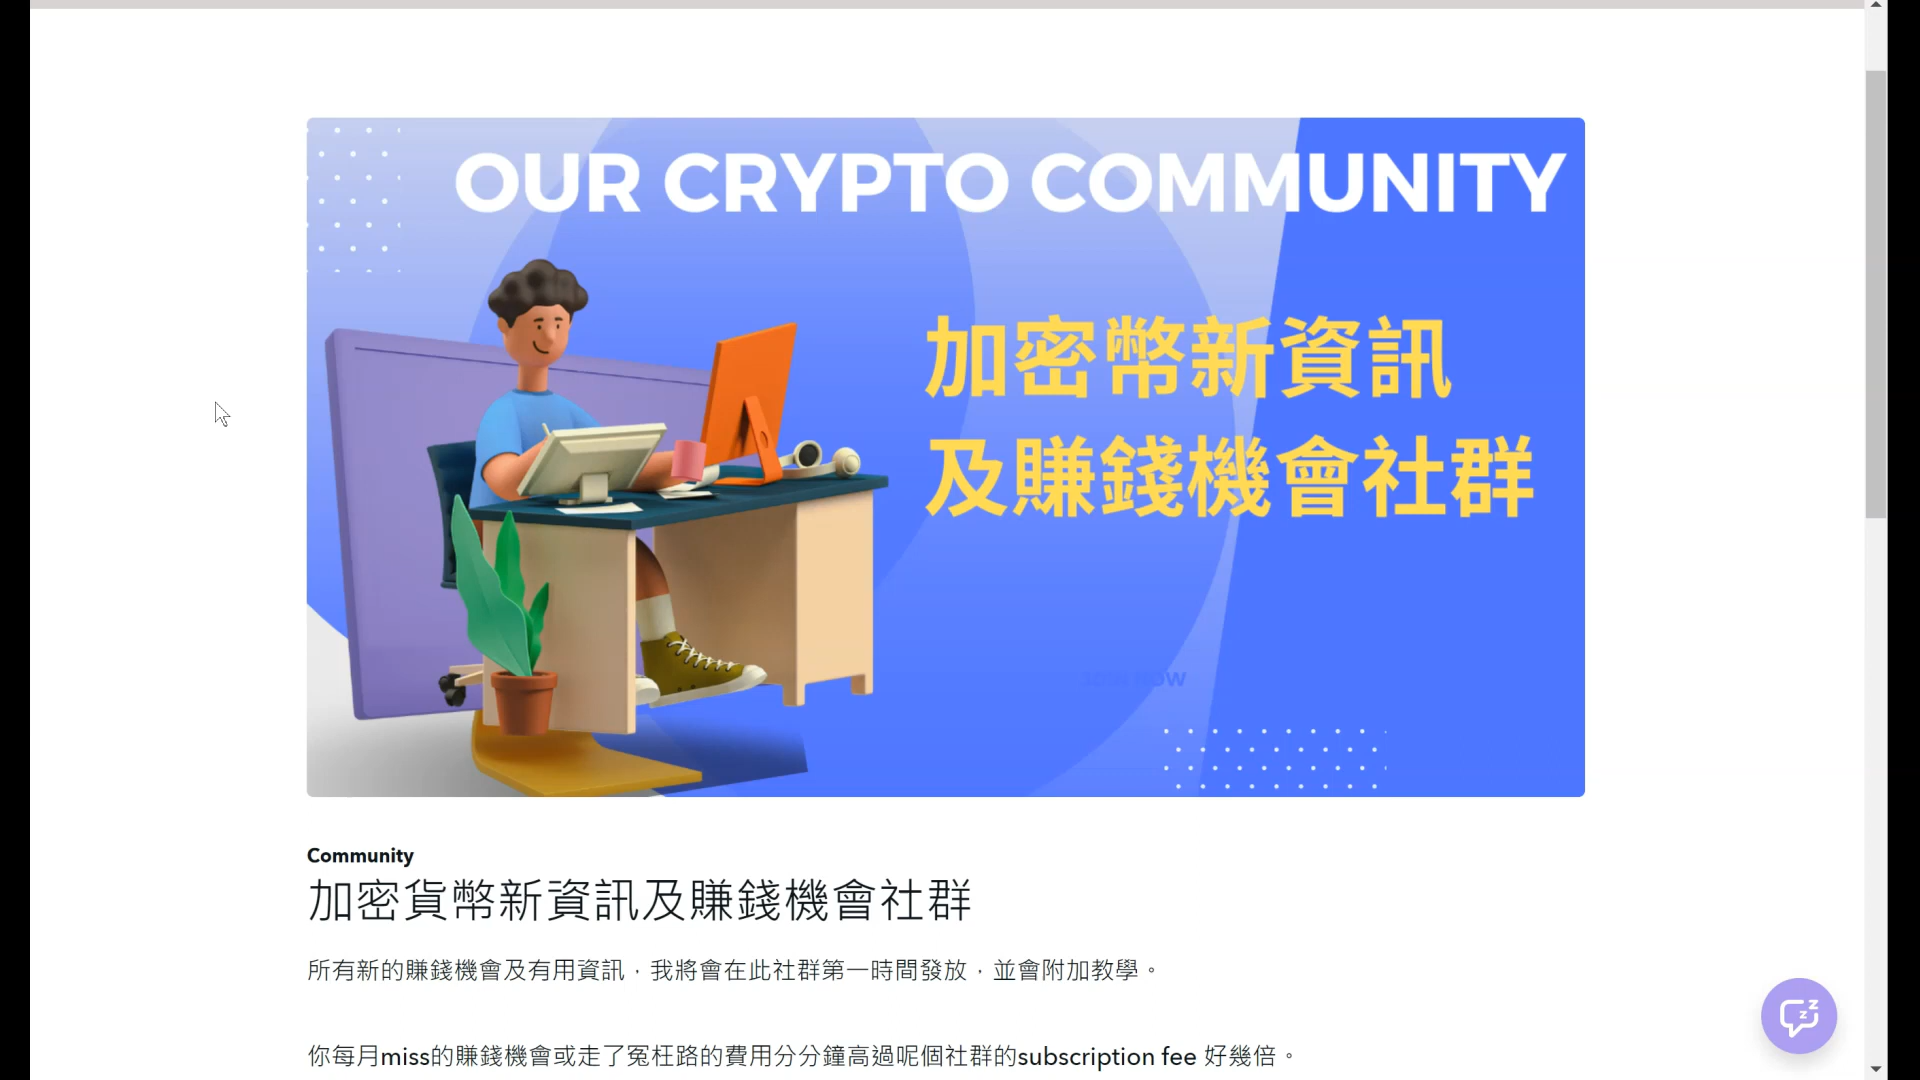 OUR CRYPTO COMMUNITY
加密幣新資訊
及賺錢機會社群
Community
加密貨幣新資訊及賺錢機會社群
所有新的賺錢機會及有用資訊，我將會在此社群第一時間發放，並會附加教學。
你每月miss的賺錢機會或走了冤枉路的費用分分鐘高過呢個社群的subscription fee 好幾倍。